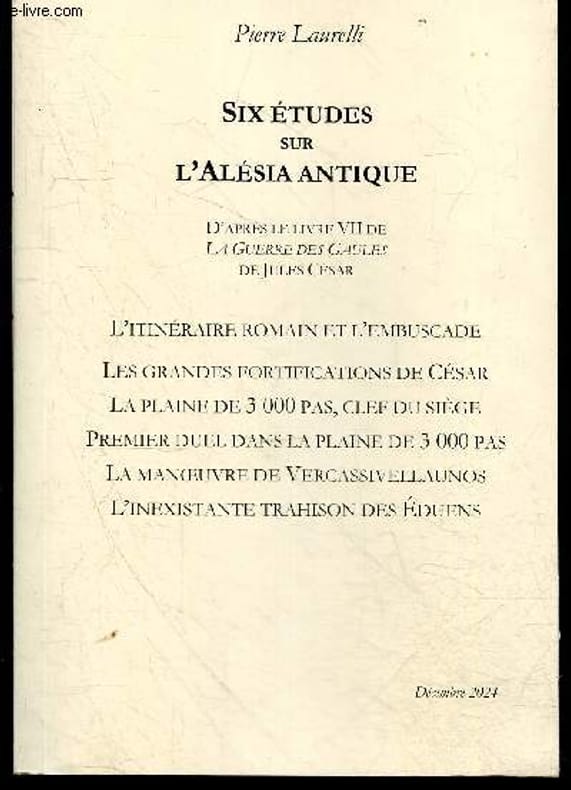 e-livre.com
Pierre Laurelli
SIX ÉTUDES
SUR
L'ALÉSIA ANTIQUE
D'APRÈS LE LIVRE VII DE
LA GUERRE DES GAULES
DE JULES CÉSAR
L'ITINÉRAIRE ROMAIN ET L'EMBUSCADE
LES GRANDES FORTIFICATIONS DE CÉSAR
LA PLAINE DE 3 000 PAS, CLEF DU SIÈGE
PREMIER DUEL DANS LA PLAINE DE 3 000 PAS
LA MANŒUVRE DE VERCASSIVELLAUNOS
L'INEXISTANTE TRAHISON DES ÉDUENS
Décembre 2024